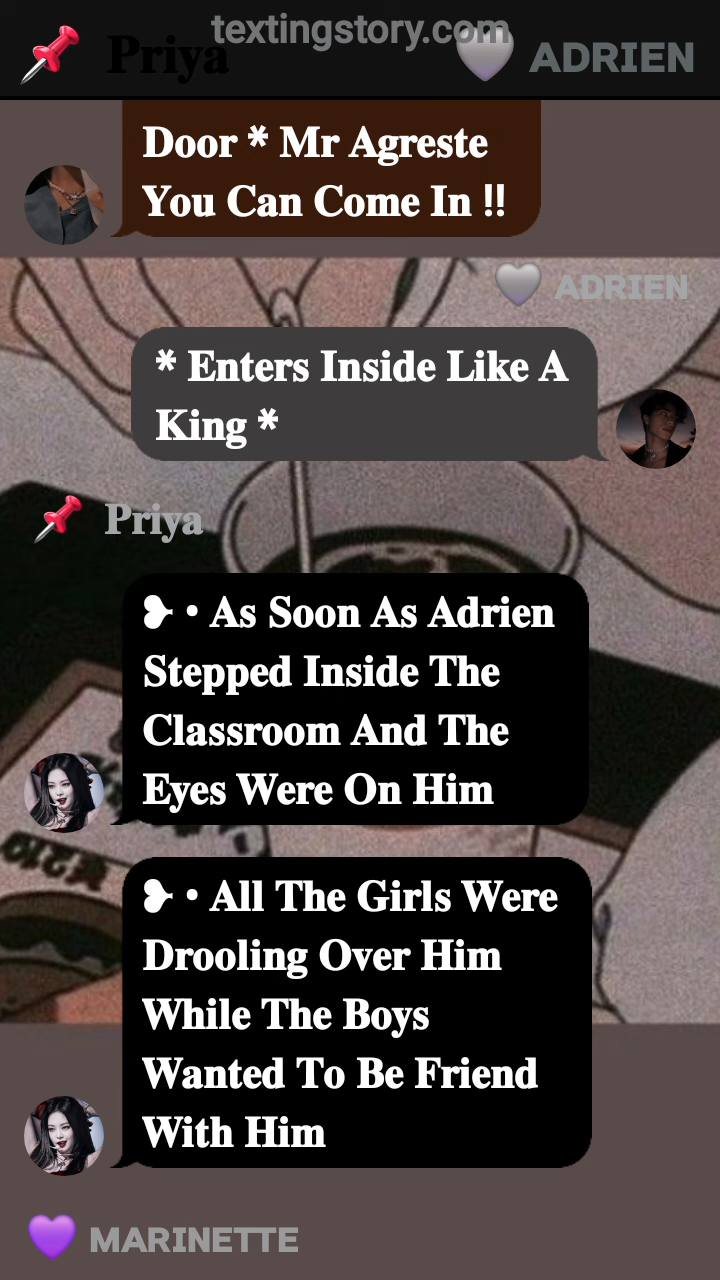 textingstory.com
📌 Priya 🤍 ADRIEN
Door * Mr Agreste
You Can Come In !!
🤍 ADRIEN
* Enters Inside Like A
King *
📌 Priya
❥ • As Soon As Adrien
Stepped Inside The
Classroom And The
Eyes Were On Him
❥ • All The Girls Were
Drooling Over Him
While The Boys
Wanted To Be Friend
With Him
💜 MARINETTE